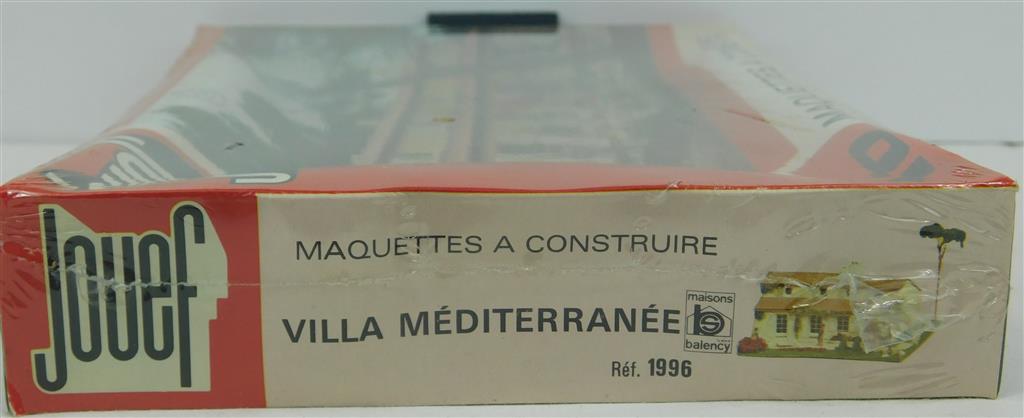 Jouef
MAQUETTES A CONSTRUIRE
VILLA MÉDITERRANÉE
maisons
balency
Réf. 1996